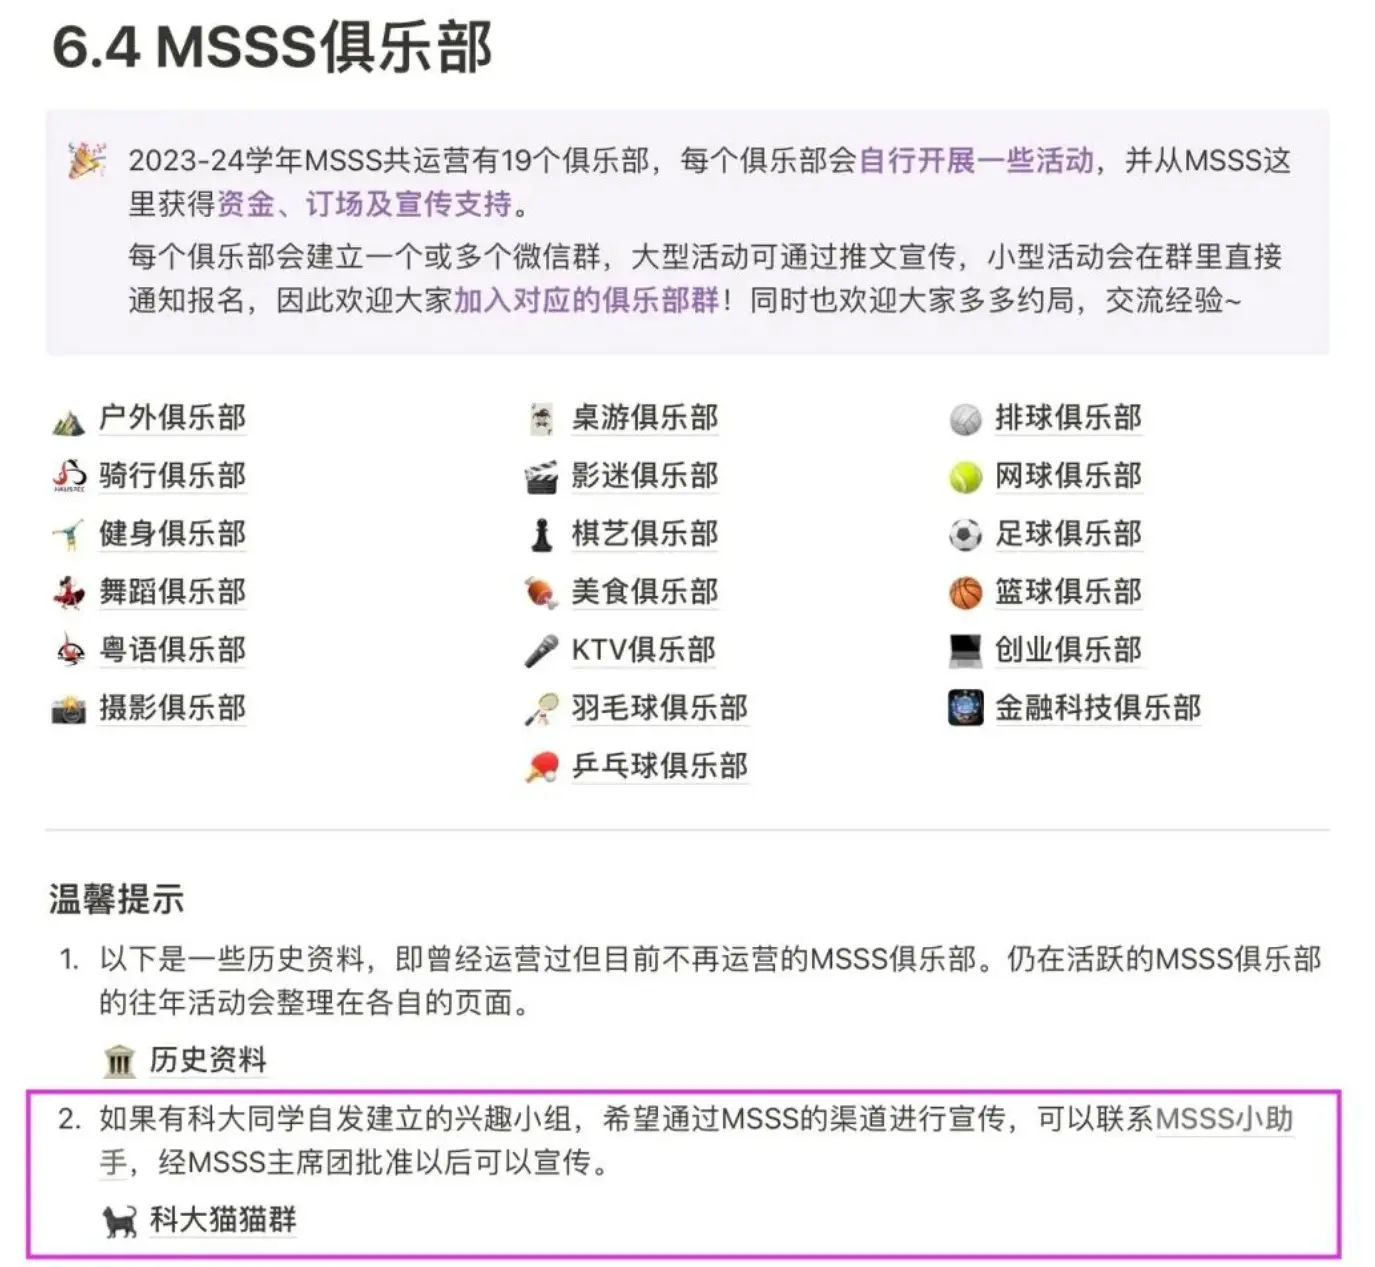 6.4 MSSS俱乐部
2023-24学年MSSS共运营有19个俱乐部，每个俱乐部会自行开展一些活动，并从MSSS这
里获得资金、订场及宣传支持。
每个俱乐部会建立一个或多个微信群，大型活动可通过推文宣传，小型活动会在群里直接
通知报名，因此欢迎大家加入对应的俱乐部群！同时也欢迎大家多多约局，交流经验~
户外俱乐部
骑行俱乐部
健身俱乐部
舞蹈俱乐部
粤语俱乐部
摄影俱乐部
桌游俱乐部
影迷俱乐部
棋艺俱乐部
美食俱乐部
KTV俱乐部
羽毛球俱乐部
乒乓球俱乐部
排球俱乐部
网球俱乐部
足球俱乐部
篮球俱乐部
创业俱乐部
金融科技俱乐部
温馨提示
1. 以下是一些历史资料，即曾经运营过但目前不再运营的MSSS俱乐部。仍在活跃的MSSS俱乐部
的往年活动会整理在各自的页面。
历史资料
2. 如果有科大同学自发建立的兴趣小组，希望通过MSSS的渠道进行宣传，可以联系MSSS小助
手，经MSSS主席团批准以后可以宣传。
科大猫猫群